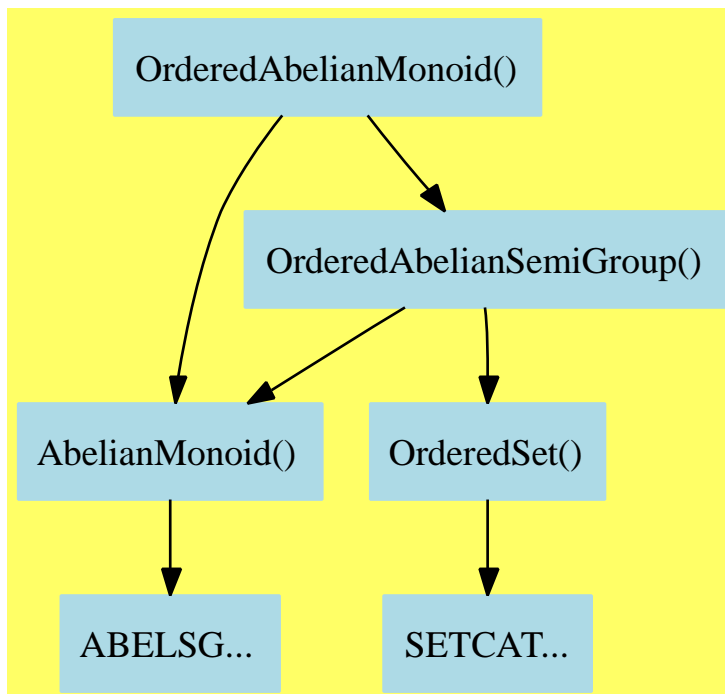 OrderedAbelianMonoid()
OrderedAbelianSemiGroup()
AbelianMonoid()
OrderedSet()
ABELSG...
SETCAT...